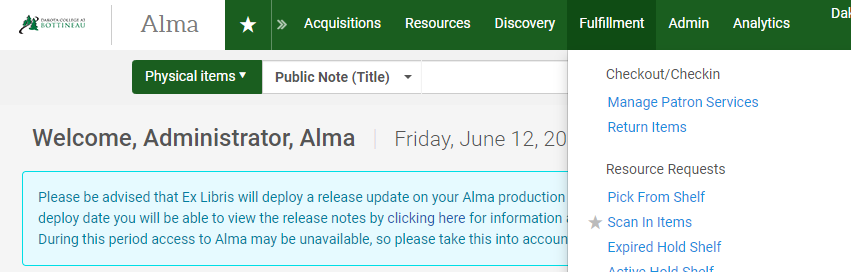 DAKOTA COLLEGE AT
BOTTINEAU
Alma
Acquisitions Resources Discovery Fulfillment Admin Analytics
Physical items Public Note (Title)
Checkout/Checkin
Manage Patron Services
Return Items
Welcome, Administrator, Alma Friday, June 12, 20
Resource Requests
Pick From Shelf
Scan In Items
Expired Hold Shelf
Active Hold Shelf
Please be advised that Ex Libris will deploy a release update on your Alma production
deploy date you will be able to view the release notes by clicking here for information
During this period access to Alma may be unavailable, so please take this into accoun